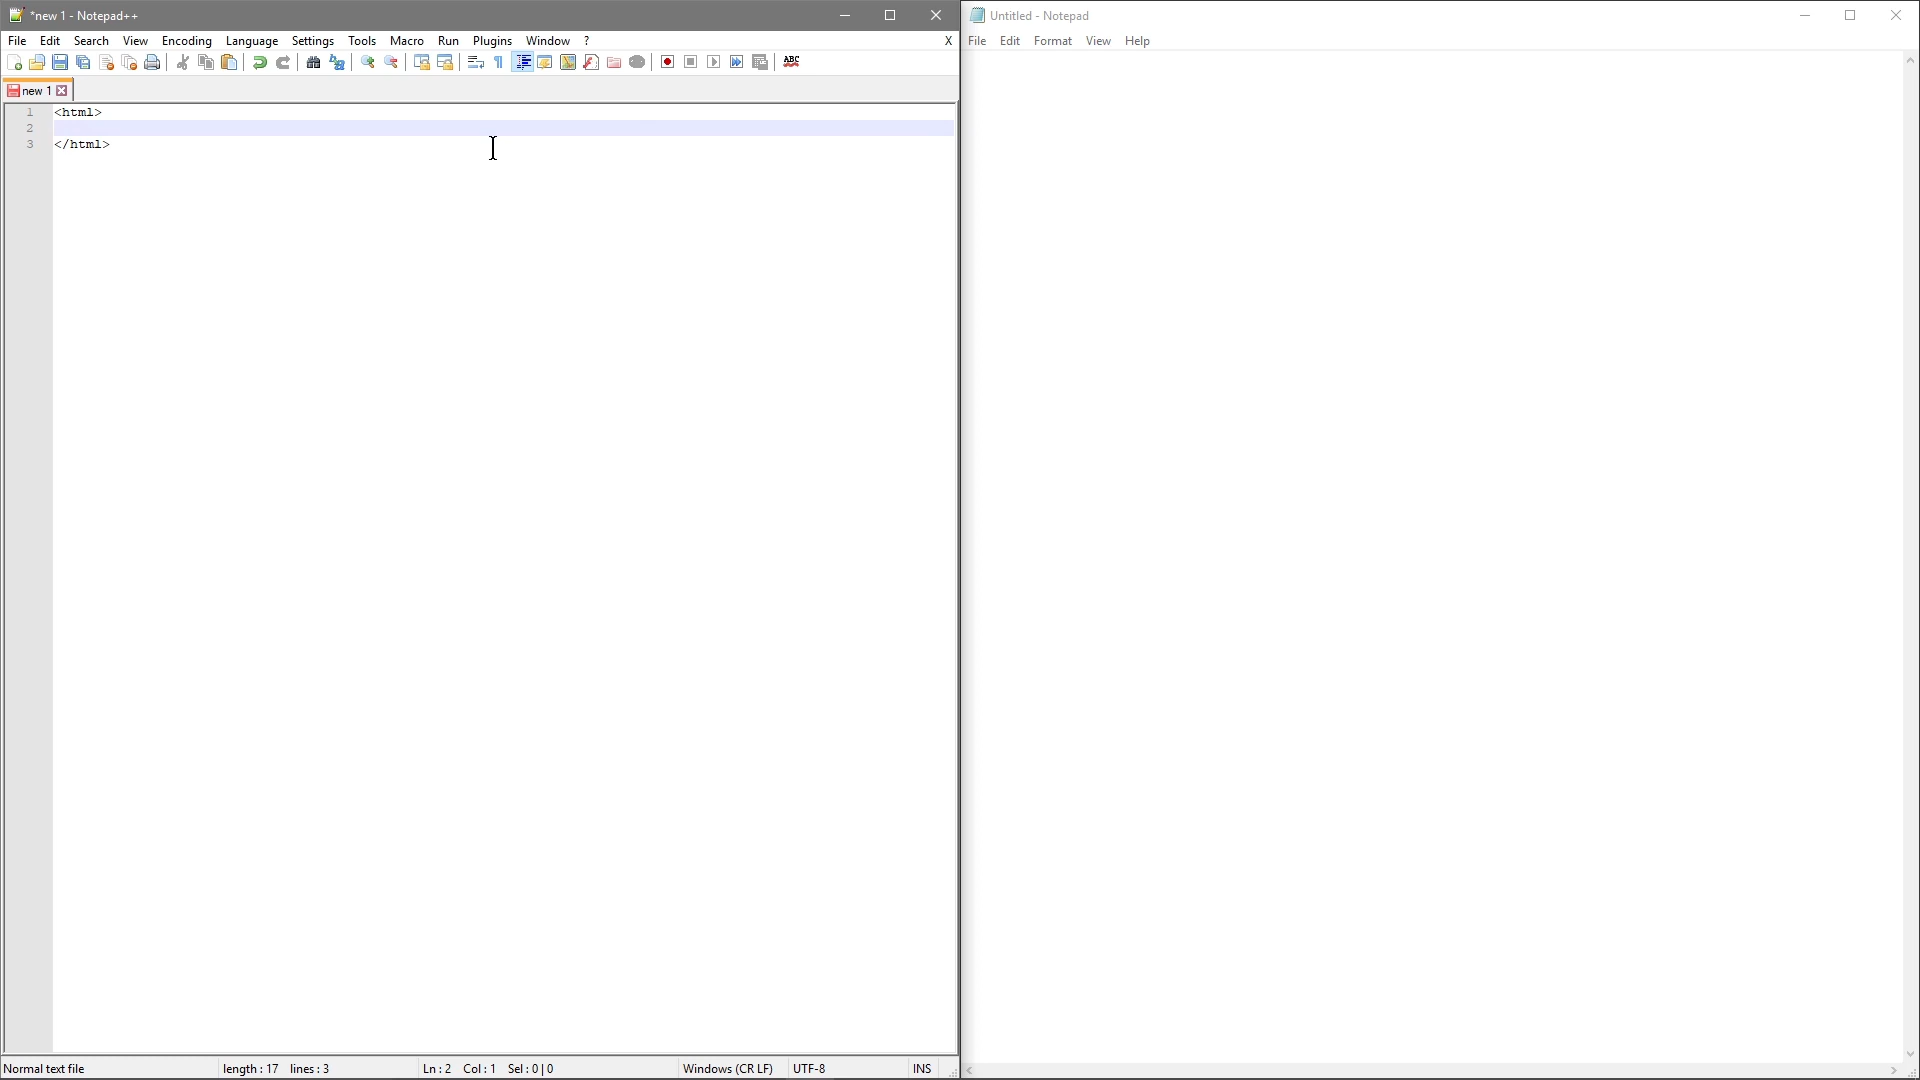 *new 1 - Notepad++
File Edit Search View Encoding Language Settings Tools Macro Run Plugins Window ? X
ABC
new 1
1 <html>
2
3 </html>
Normal text file length : 17 lines : 3 Ln : 2 Col : 1 Sel : 0 | 0 Windows (CR LF) UTF-8 INS
Untitled - Notepad
File Edit Format View Help